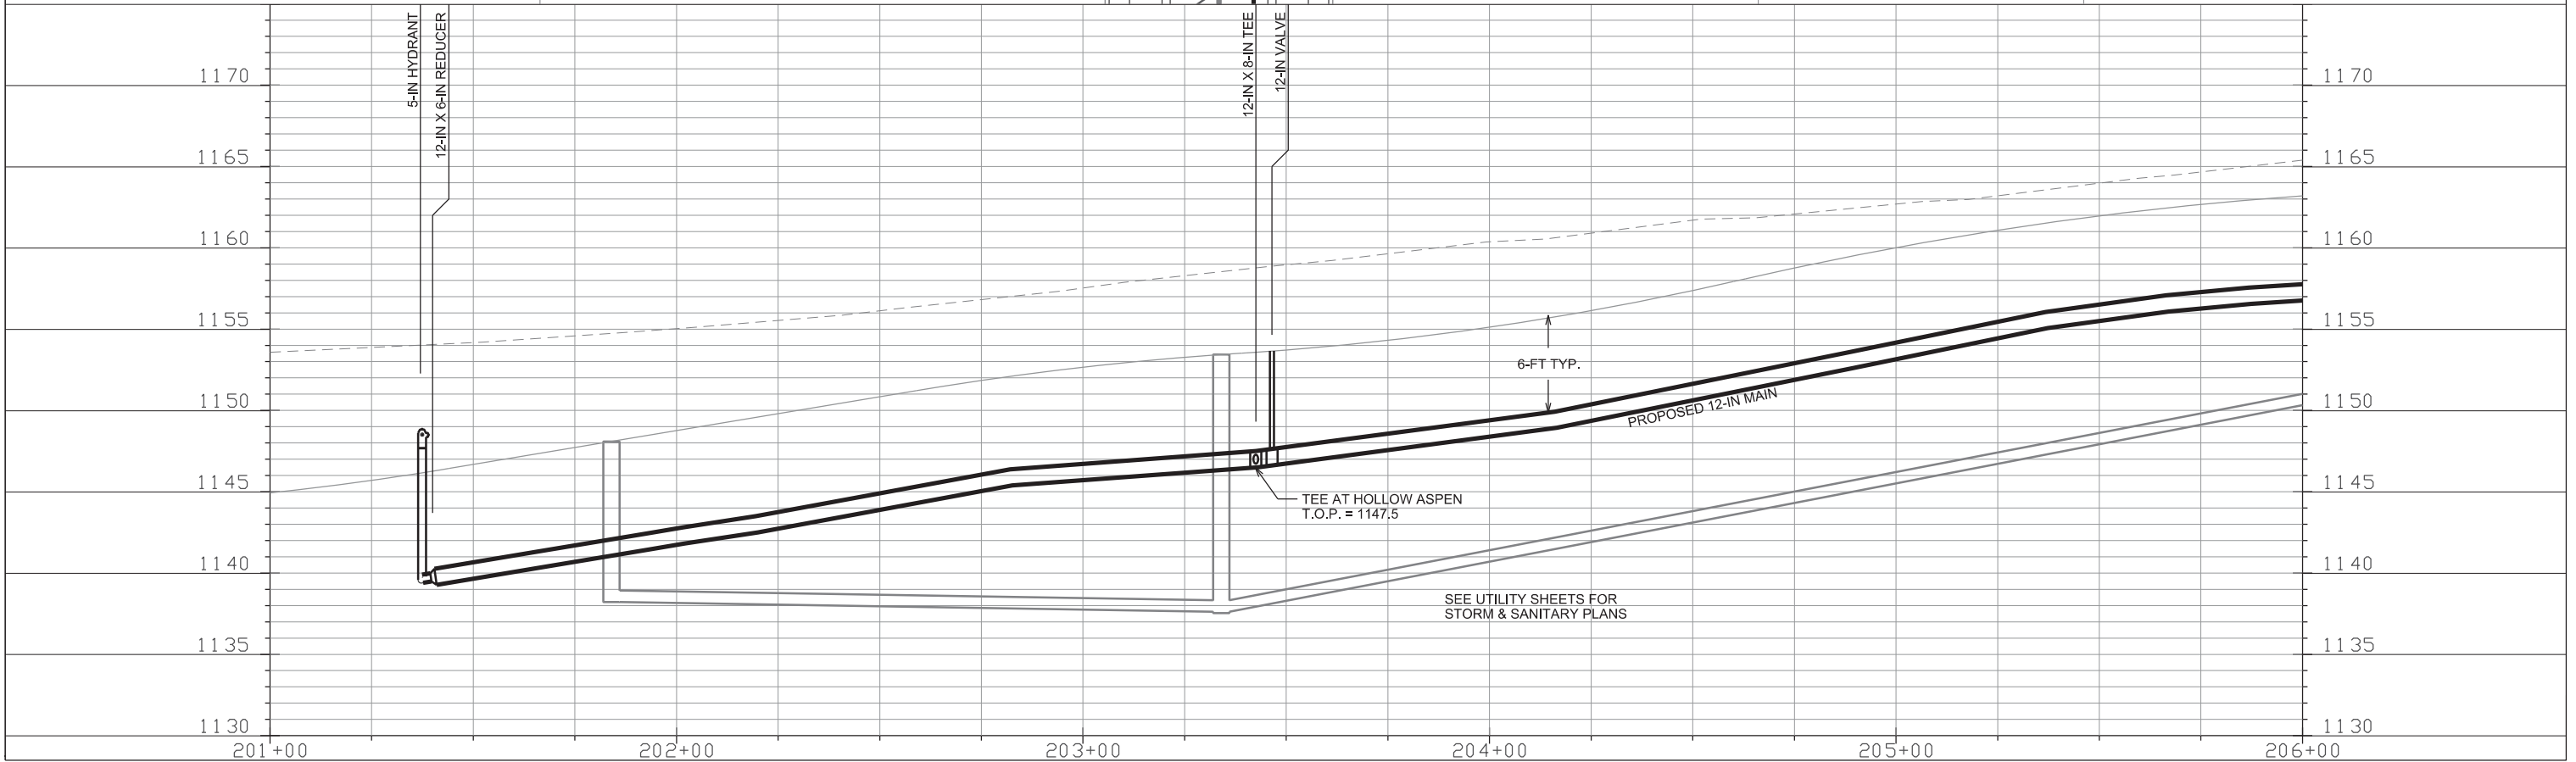 5-IN HYDRANT
12-IN X 6-IN REDUCER
12-IN X 8-IN TEE
12-IN VALVE
1170
1170
1165
1165
1160
1160
1155
1155
6-FT TYP.
1150
PROPOSED 12-IN MAIN
1150
1145
TEE AT HOLLOW ASPEN
T.O.P. = 1147.5
1145
1140
1140
SEE UTILITY SHEETS FOR
STORM & SANITARY PLANS
1135
1135
1130
1130
201+00
202+00
203+00
204+00
205+00
206+00